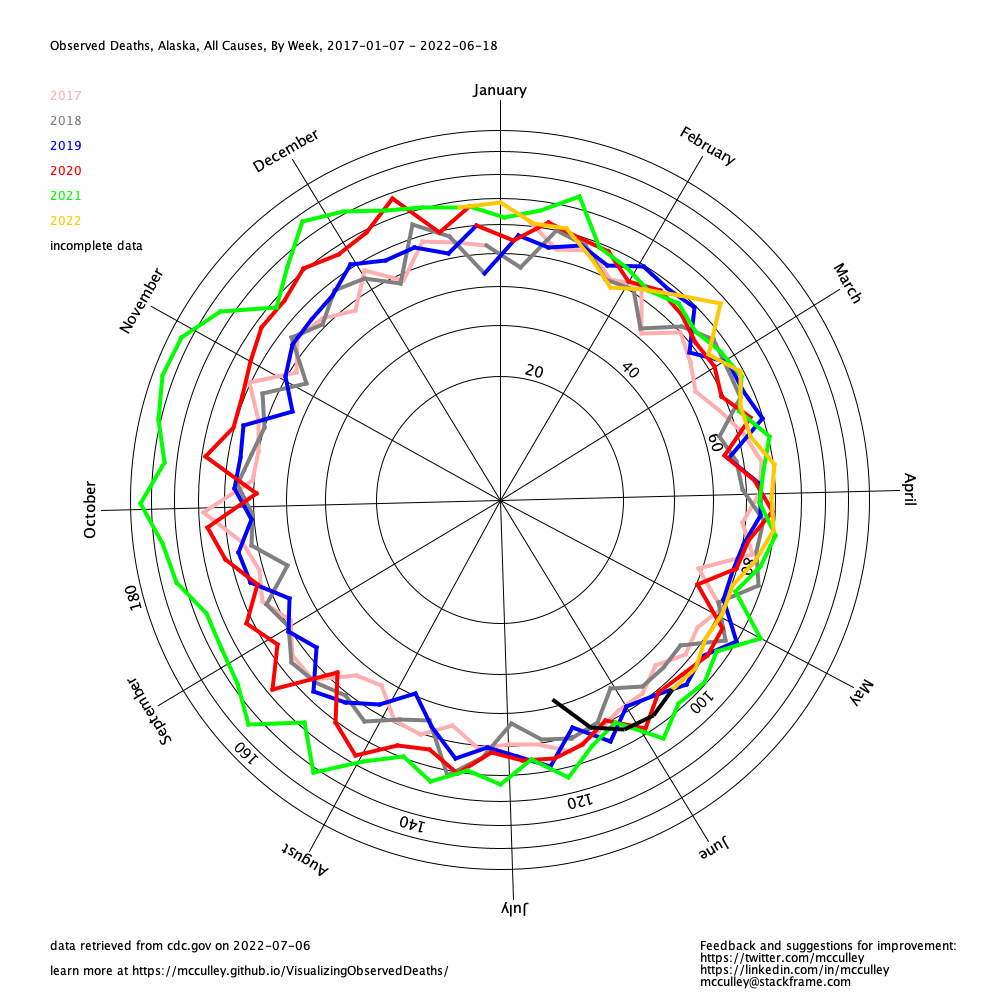 Observed Deaths, Alaska, All Causes, By Week, 2017-01-07 - 2022-06-18
2017
2018
2019
2020
2021
2022
incomplete data
January
February
March
April
May
June
July
August
September
October
November
December
20
40
60
80
100
120
140
160
180
data retrieved from cdc.gov on 2022-07-06
learn more at https://mcculley.github.io/VisualizingObservedDeaths/
Feedback and suggestions for improvement:
https://twitter.com/mcculley
https://linkedin.com/in/mcculley
mcculley@stackframe.com